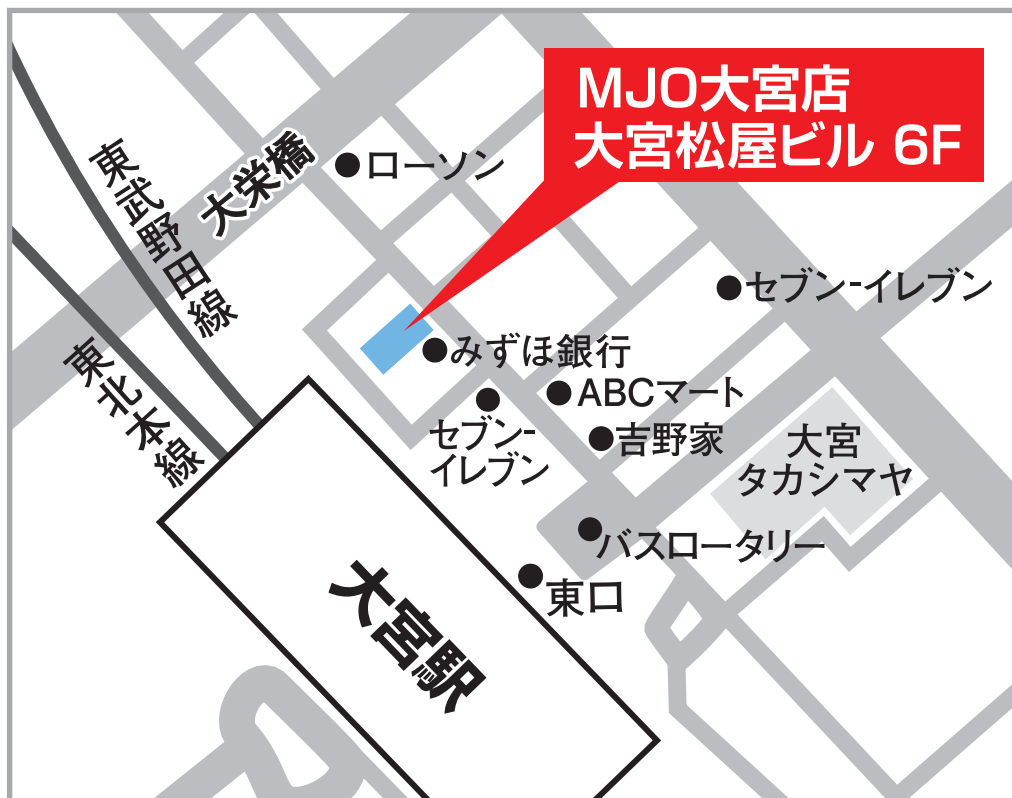 MJO大宮店
大宮松屋ビル 6F
ローソン
大栄橋
東武野田線
東北本線
セブン-イレブン
みずほ銀行
ABCマート
セブン-
イレブン
吉野家
大宮
タカシマヤ
バスロータリー
東口
大宮駅